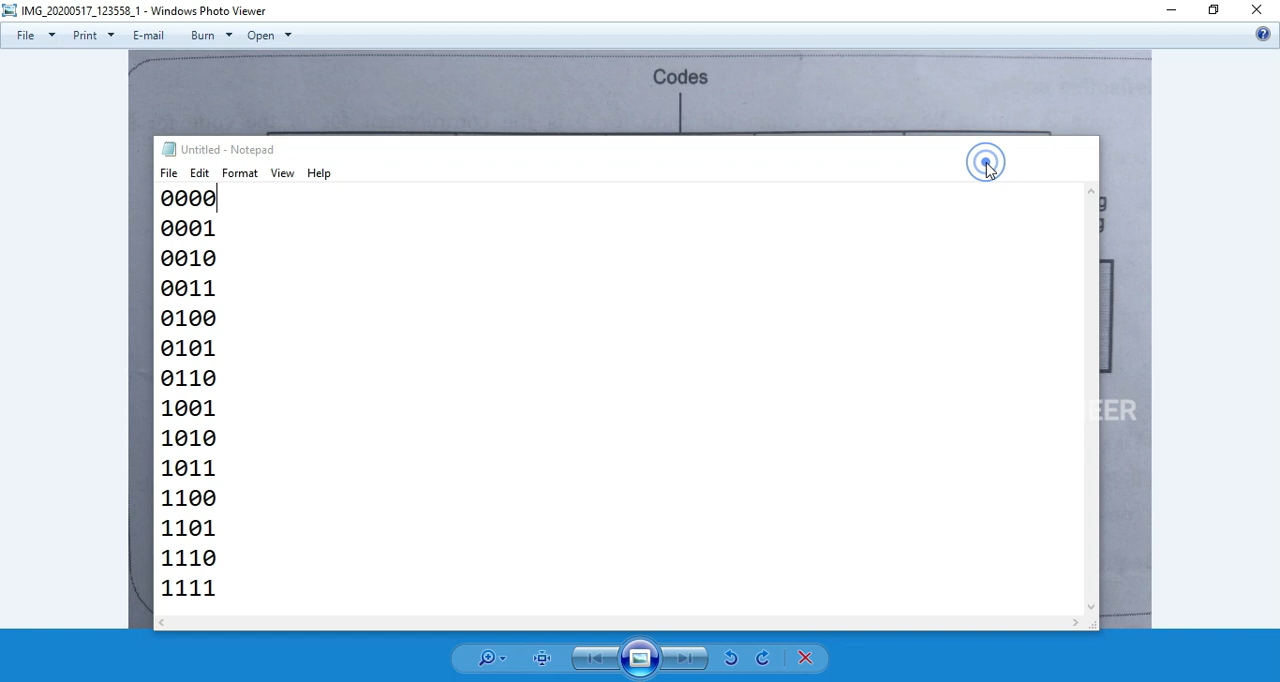 IMG_20200517_123558_1 - Windows Photo Viewer
File Print E-mail Burn Open
Codes
Untitled - Notepad
File Edit Format View Help
0000
0001
0010
0011
0100
0101
0110
1001
1010
1011
1100
1101
1110
1111